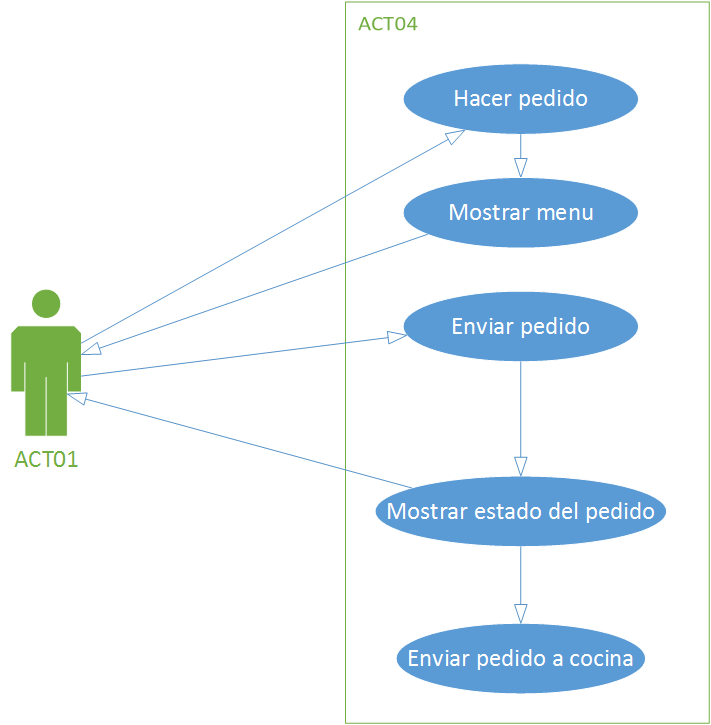 ACT04
Hacer pedido
Mostrar menu
Enviar pedido
ACT01
Mostrar estado del pedido
Enviar pedido a cocina